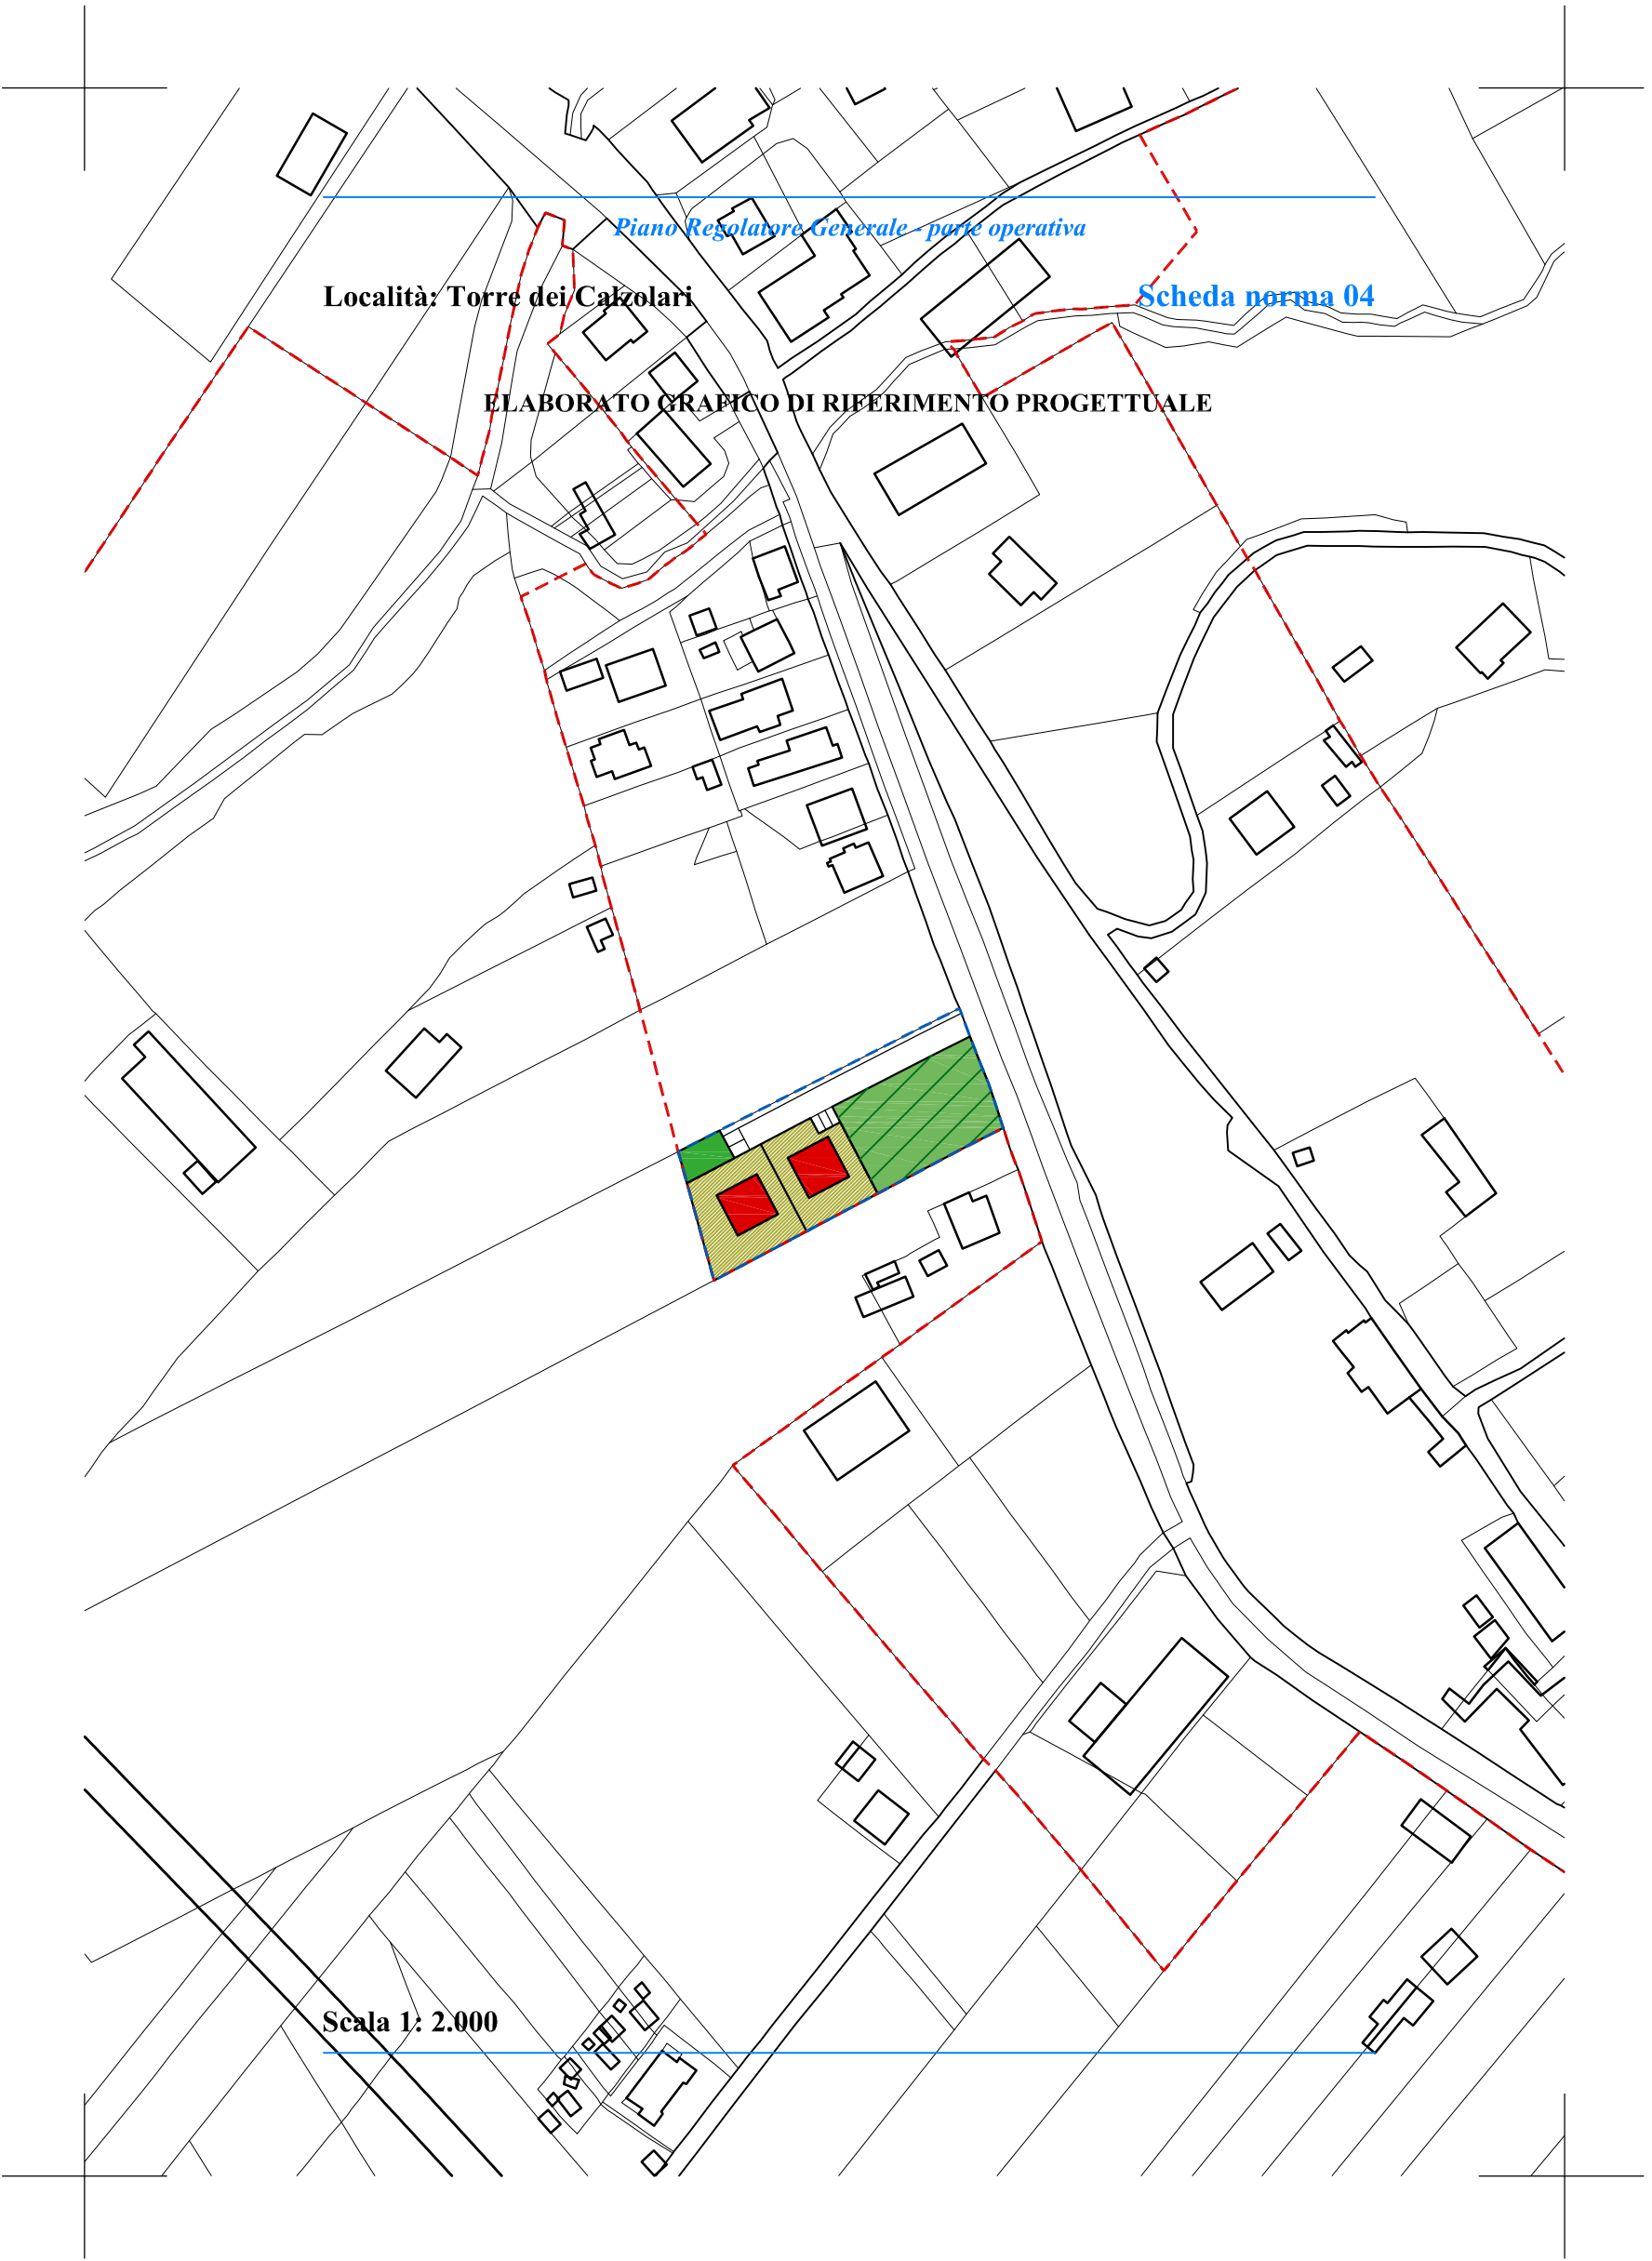 Piano Regolatore Generale - parte operativa
Località: Torre dei Calzolari
Scheda norma 04
ELABORATO GRAFICO DI RIFERIMENTO PROGETTUALE
Scala 1: 2.000